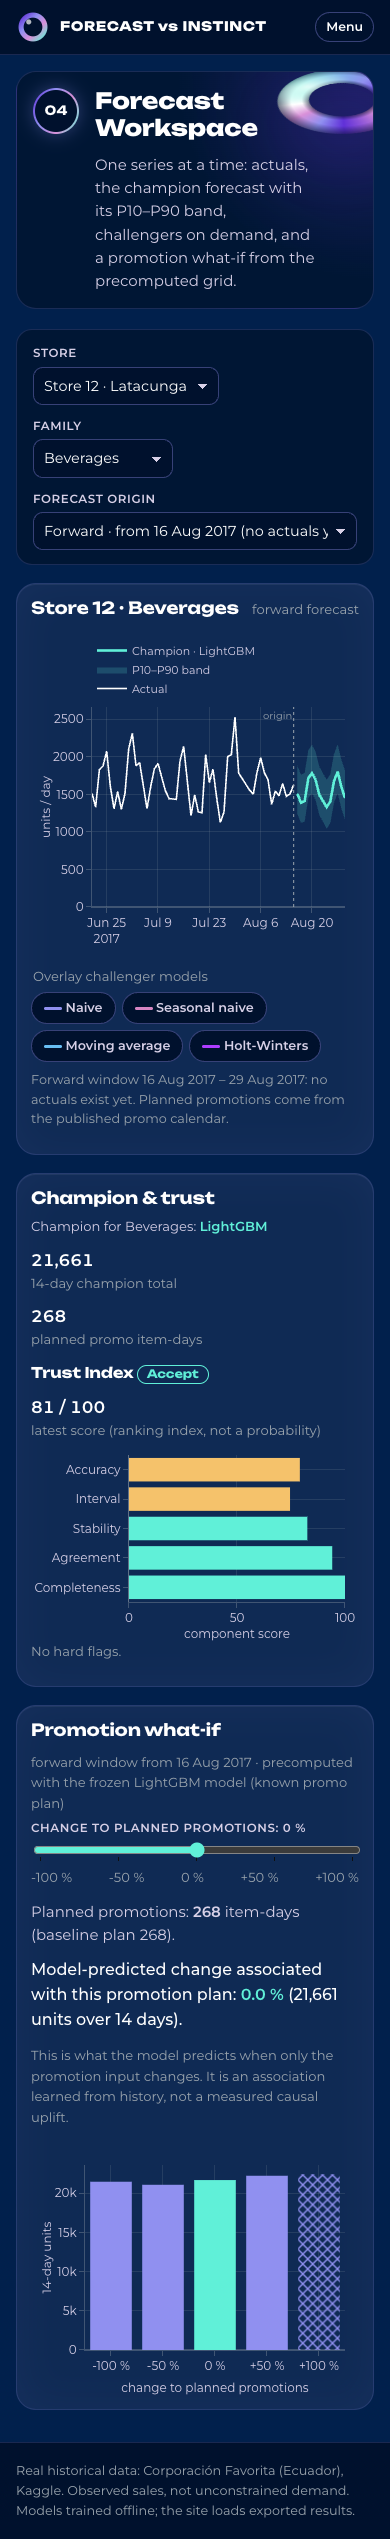 FORECAST vs INSTINCT
Menu
04
Forecast
Workspace
One series at a time: actuals,
the champion forecast with
its P10–P90 band,
challengers on demand, and
a promotion what-if from the
precomputed grid.
STORE
Store 12 · Latacunga
FAMILY
Beverages
FORECAST ORIGIN
Forward · from 16 Aug 2017 (no actuals y
Store 12 · Beverages
forward forecast
Champion · LightGBM
P10–P90 band
Actual
origin
2500
2000
1500
1000
500
0
units / day
Jun 25
2017
Jul 9
Jul 23
Aug 6
Aug 20
Overlay challenger models
Naive
Seasonal naive
Moving average
Holt-Winters
Forward window 16 Aug 2017 – 29 Aug 2017: no
actuals exist yet. Planned promotions come from
the published promo calendar.
Champion & trust
Champion for Beverages: LightGBM
21,661
14-day champion total
268
planned promo item-days
Trust Index Accept
81 / 100
latest score (ranking index, not a probability)
Accuracy
Interval
Stability
Agreement
Completeness
0
50
100
component score
No hard flags.
Promotion what-if
forward window from 16 Aug 2017 · precomputed
with the frozen LightGBM model (known promo
plan)
CHANGE TO PLANNED PROMOTIONS: 0 %
-100 %
-50 %
0 %
+50 %
+100 %
Planned promotions: 268 item-days
(baseline plan 268).
Model-predicted change associated
with this promotion plan: 0.0 % (21,661
units over 14 days).
This is what the model predicts when only the
promotion input changes. It is an association
learned from history, not a measured causal
uplift.
20k
15k
10k
5k
0
14-day units
-100 %
-50 %
0 %
+50 %
+100 %
change to planned promotions
Real historical data: Corporación Favorita (Ecuador),
Kaggle. Observed sales, not unconstrained demand.
Models trained offline; the site loads exported results.